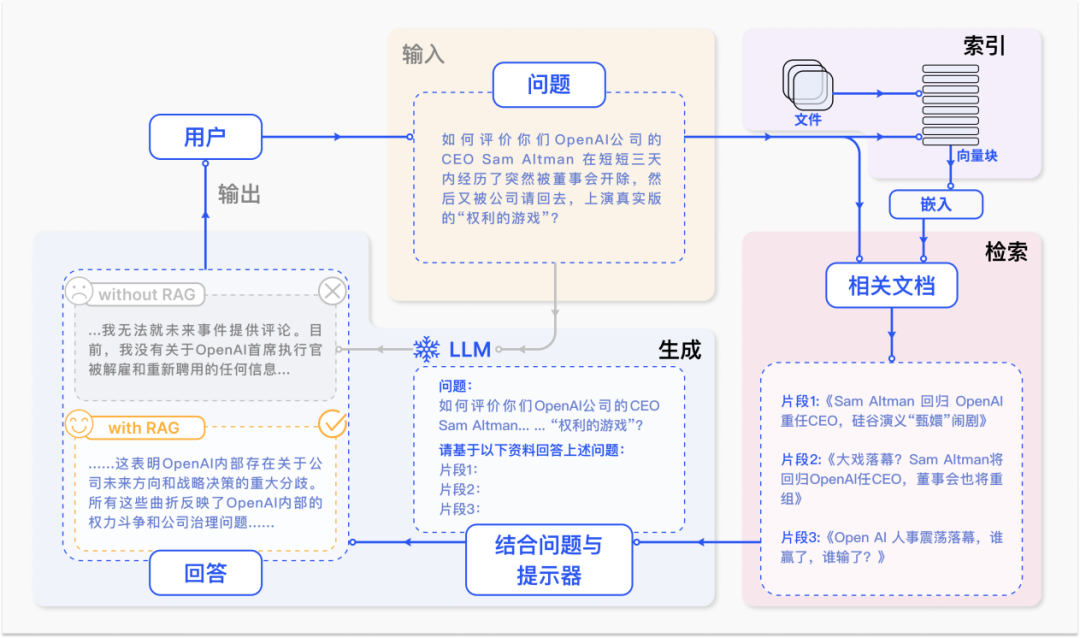 输入
问题
如何评价你们OpenAI公司的
CEO Sam Altman 在短短三天
内经历了突然被董事会开除，然
后又被公司请回去，上演真实版
的“权利的游戏”？
用户
输出
索引
文件
向量块
嵌入
检索
相关文档
片段1:《Sam Altman 回归 OpenAI
重任CEO，硅谷演义“甄嬛”闹剧》
片段2:《大戏落幕？Sam Altman将
回归OpenAI任CEO，董事会也将重
组》
片段3:《Open AI 人事震荡落幕，谁
赢了，谁输了？》
生成
LLM
问题：
如何评价你们OpenAI公司的CEO
Sam Altman... ... “权利的游戏”?
请基于以下资料回答上述问题：
片段1：
片段2：
片段3：
结合问题与
提示器
without RAG
...我无法就未来事件提供评论。目
前，我没有关于OpenAI首席执行官
被解雇和重新聘用的任何信息...
with RAG
......这表明OpenAI内部存在关于公
司未来方向和战略决策的重大分歧。
所有这些曲折反映了OpenAI内部的
权力斗争和公司治理问题......
回答